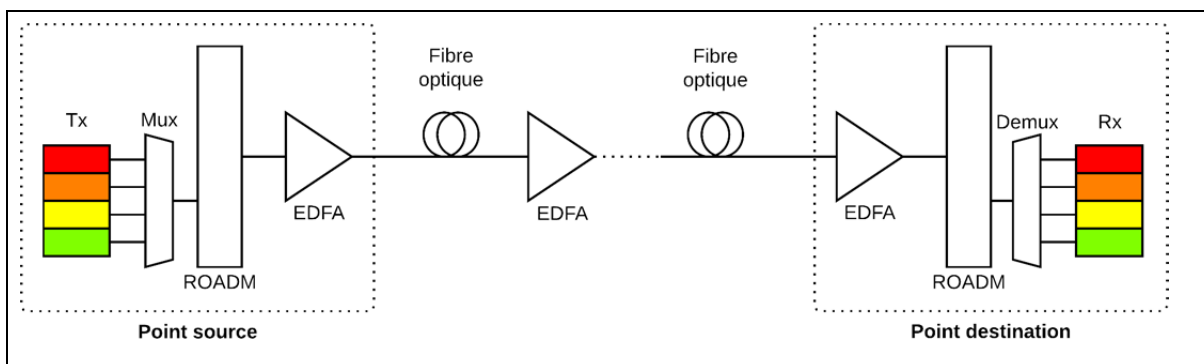 Fibre
optique
Fibre
optique
Tx
Mux
Demux
Rx
EDFA
EDFA
EDFA
ROADM
ROADM
Point source
Point destination